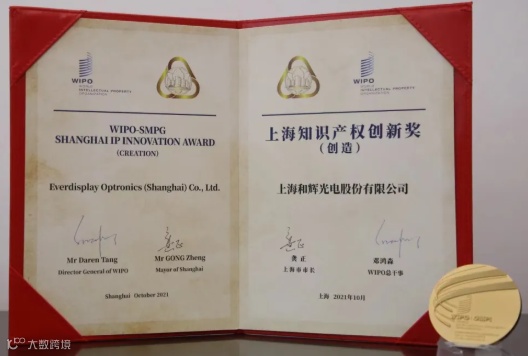 WIPO
WORLD
INTELLECTUAL PROPERTY
ORGANIZATION
WIPO-SMPG
SHANGHAI IP INNOVATION AWARD
(CREATION)
Everdisplay Optronics (Shanghai) Co., Ltd.
Mr Daren Tang
Director General of WIPO
Mr GONG Zheng
Mayor of Shanghai
Shanghai October 2021
WIPO
WORLD
INTELLECTUAL PROPERTY
ORGANIZATION
上海知识产权创新奖
(创造)
上海和辉光电股份有限公司
龚 正
上海市市长
邓鸿森
WIPO总干事
上海 2021年10月
WIPO-SMPG
大数跨境